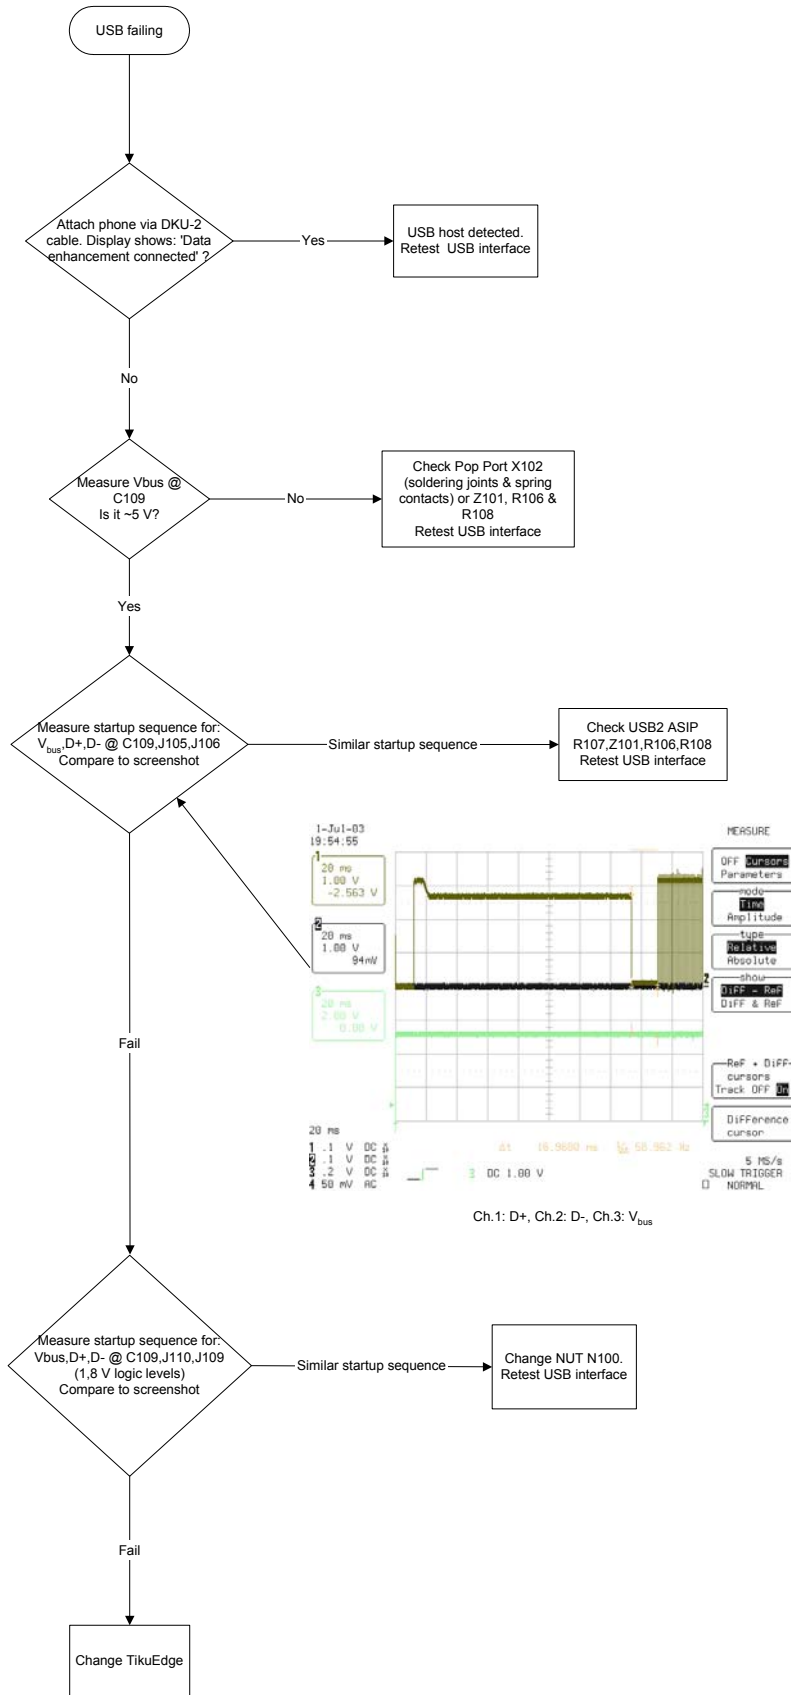 USB failing
Attach phone via DKU-2
cable. Display shows: 'Data
enhancement connected' ?
Yes
USB host detected.
Retest USB interface
No
Measure Vbus @
C109
Is it ~5 V?
No
Check Pop Port X102
(soldering joints & spring
contacts) or Z101, R106 &
R108
Retest USB interface
Yes
Measure startup sequence for:
Vbus,D+,D- @ C109,J105,J106
Compare to screenshot
Similar startup sequence
Check USB2 ASIP
R107,Z101,R106,R108
Retest USB interface
1-Jul-03
19:54:55
1
20 ms
1.00 V
-2.563 V
2
20 ms
1.00 V
94mV
3
20 ms
2.00 V
0.00 V
2
MEASURE
OFF Cursors
Parameters
mode
Time
Amplitude
type
Relative
Absolute
show
Diff - Ref
Diff & Ref
Ref + Diff
cursors
Track OFF On
Difference
cursor
20 ms
1 .1 V DC
2 .1 V DC
3 .2 V DC
4 50 mV AC
Δt 16.9680 ms
3 DC 1.00 V
5 MS/s
SLOW TRIGGER
NORMAL
Ch.1: D+, Ch.2: D-, Ch.3: Vbus
Fail
Measure startup sequence for:
Vbus,D+,D- @ C109,J110,J109
(1,8 V logic levels)
Compare to screenshot
Similar startup sequence
Change NUT N100.
Retest USB interface
Fail
Change TikuEdge